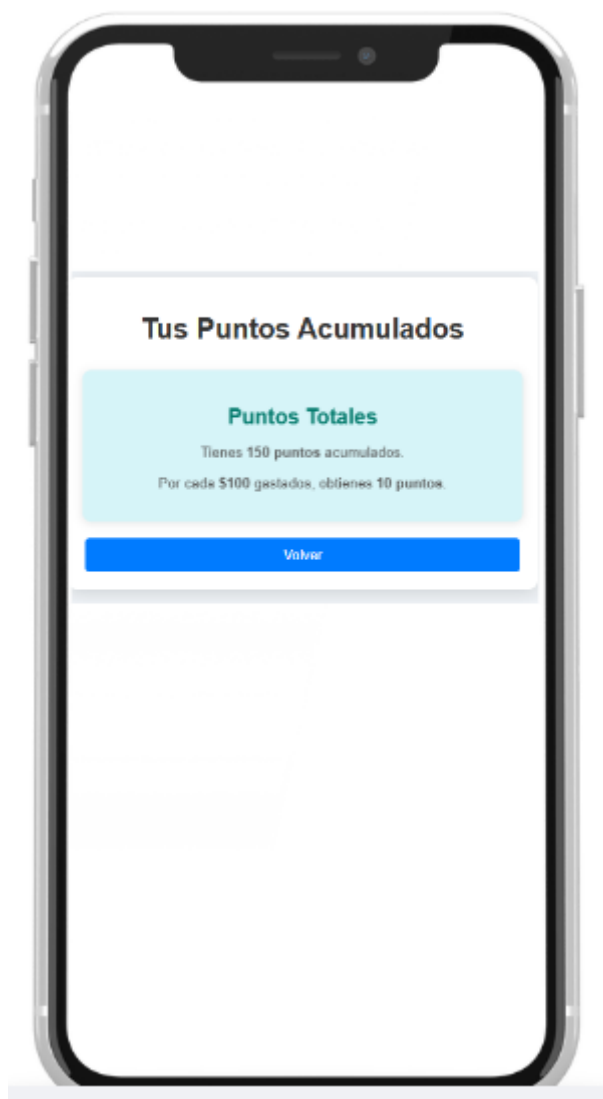 Tus Puntos Acumulados
Puntos Totales
Tienes 150 puntos acumulados.
Por cada $100 gastados, obtienes 10 puntos.
Volver